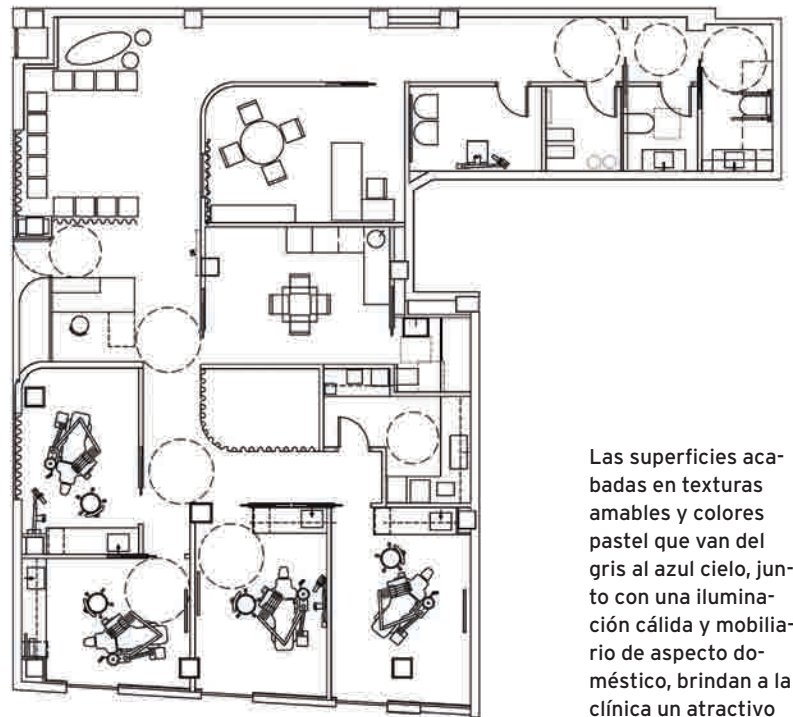 Las superficies aca-
badas en texturas
amables y colores
pastel que van del
gris al azul cielo, jun-
to con una ilumina-
ción cálida y mobilia-
rio de aspecto do-
méstico, brindan a la
clínica un atractivo